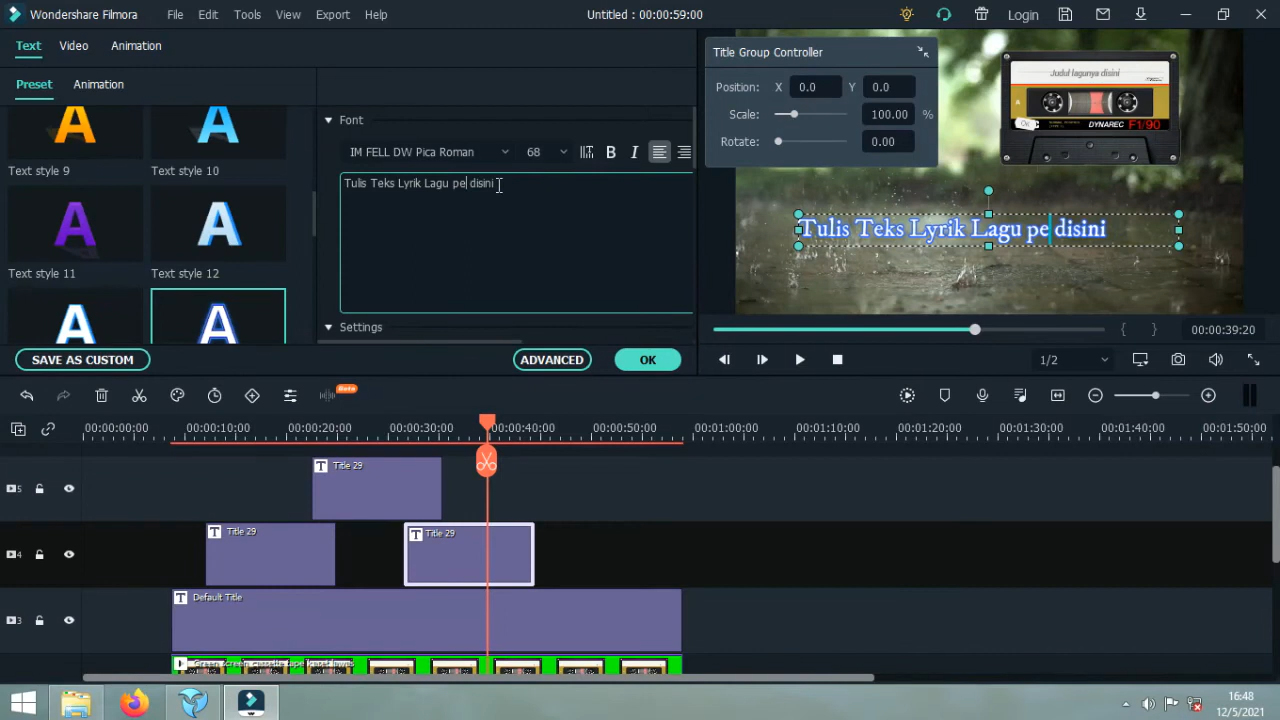 Wondershare Filmora
File
Edit
Tools
View
Export
Help
Untitled : 00:00:59:00
Login
Text
Video
Animation
Preset
Animation
Text style 9
Text style 10
Text style 11
Text style 12
SAVE AS CUSTOM
Font
IM FELL DW Pica Roman
68
B
I
Tulis Teks Lyrik Lagu pe disini
Settings
ADVANCED
OK
Title Group Controller
Position: X 0.0 Y 0.0
Scale: 100.00 %
Rotate: 0.00
Judul lagunya disini
A
DYNAREC F1/90
Tulis Teks Lyrik Lagu pe disini
00:00:39:20
1/2
Beta
00:00:00;00
00:00:10;00
00:00:20;00
00:00:30;00
00:00:40;00
00:00:50;00
00:01:00;00
00:01:10;00
00:01:20;00
00:01:30;00
00:01:40;00
00:01:50;00
5
T Title 29
4
T Title 29
T Title 29
3
T Default Title
Green screen cassette tape
16:48
12/5/2021